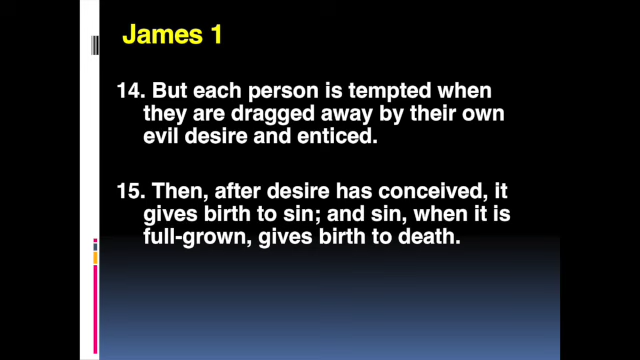 James 1
14. But each person is tempted when
they are dragged away by their own
evil desire and enticed.
15. Then, after desire has conceived, it
gives birth to sin; and sin, when it is
full-grown, gives birth to death.